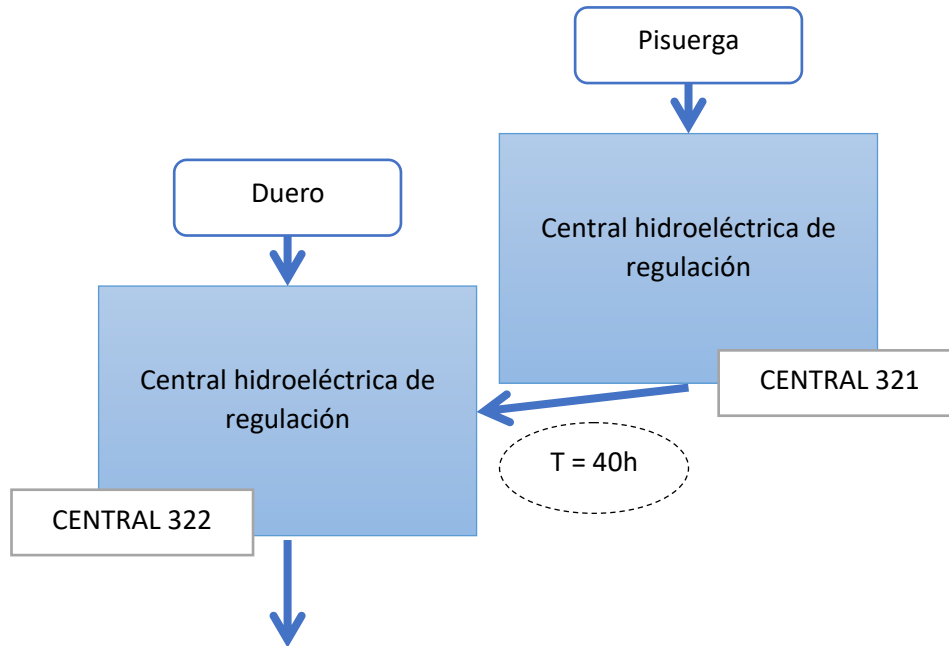 Pisuerga
Duero
Central hidroeléctrica de
regulación
CENTRAL 321
Central hidroeléctrica de
regulación
T = 40h
CENTRAL 322